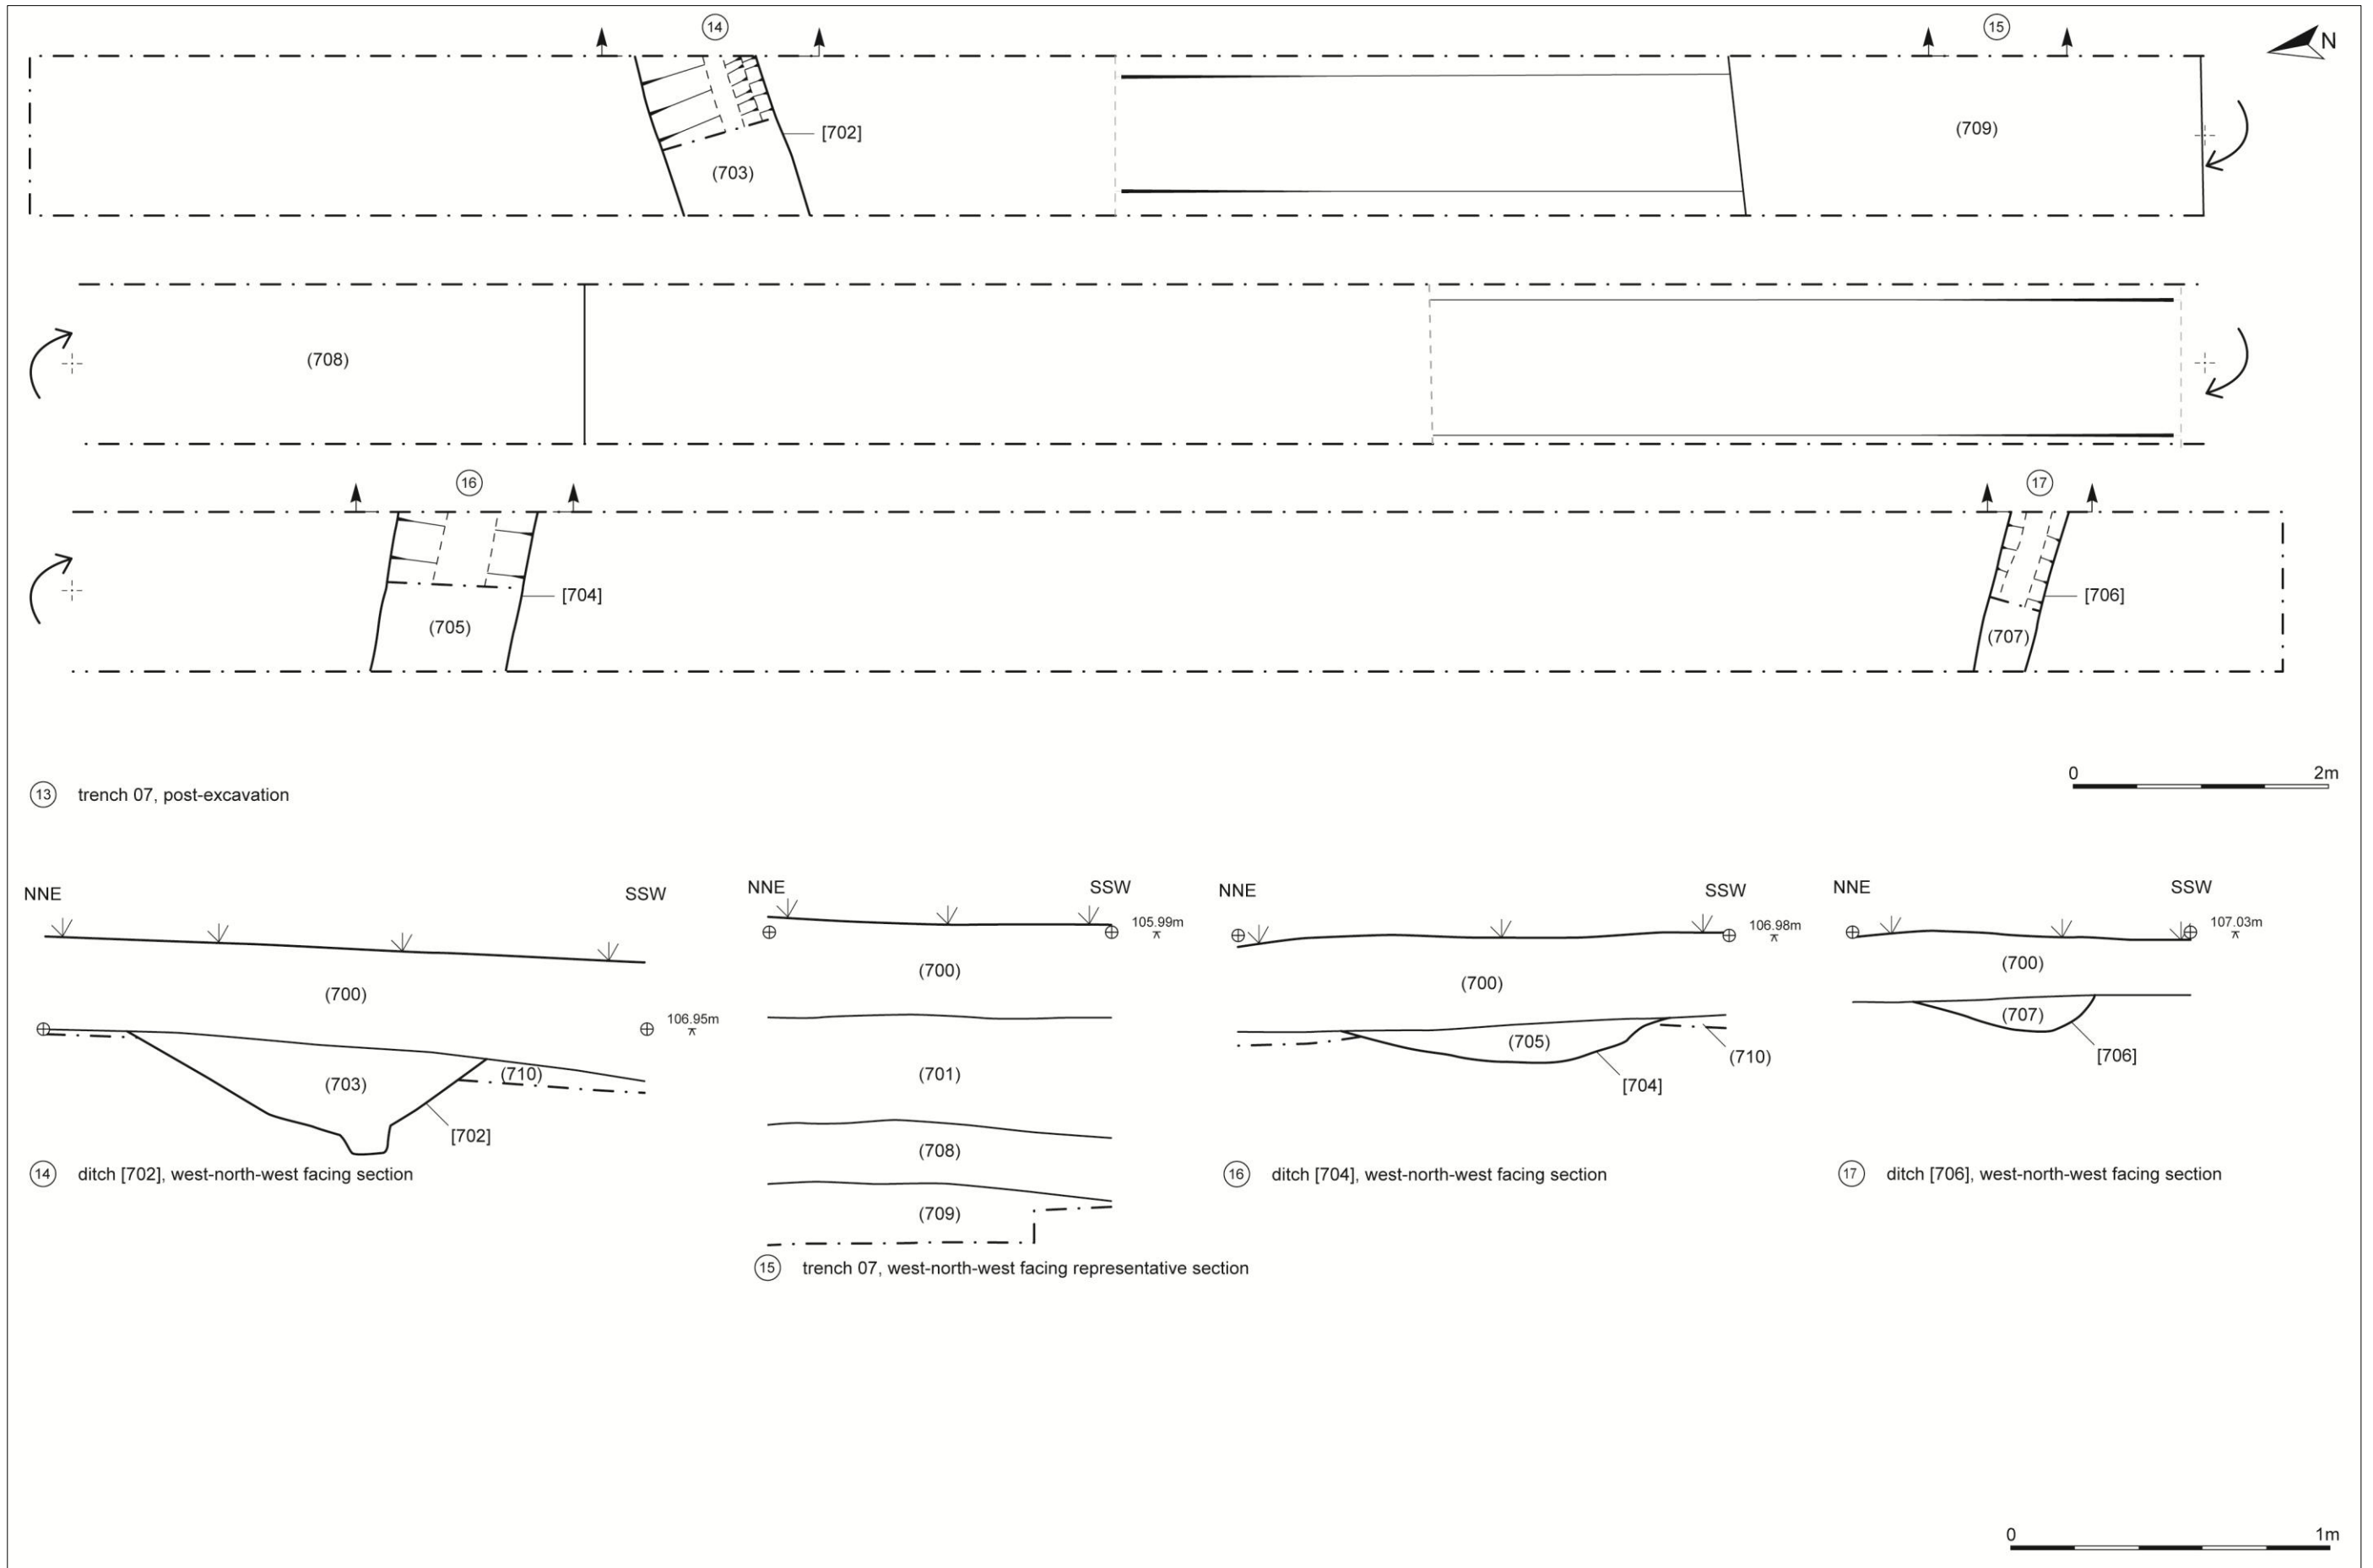 14
15
N
[702]
(709)
(703)
(708)
16
17
[704]
[706]
(705)
(707)
0 2m
13 trench 07, post-excavation
NNE SSW
(700)
106.95m
(703)
(710)
[702]
14 ditch [702], west-north-west facing section
NNE SSW
105.99m
(700)
(701)
(708)
(709)
15 trench 07, west-north-west facing representative section
NNE SSW
106.98m
(700)
(705)
(710)
[704]
16 ditch [704], west-north-west facing section
NNE SSW
107.03m
(700)
(707)
[706]
17 ditch [706], west-north-west facing section
0 1m